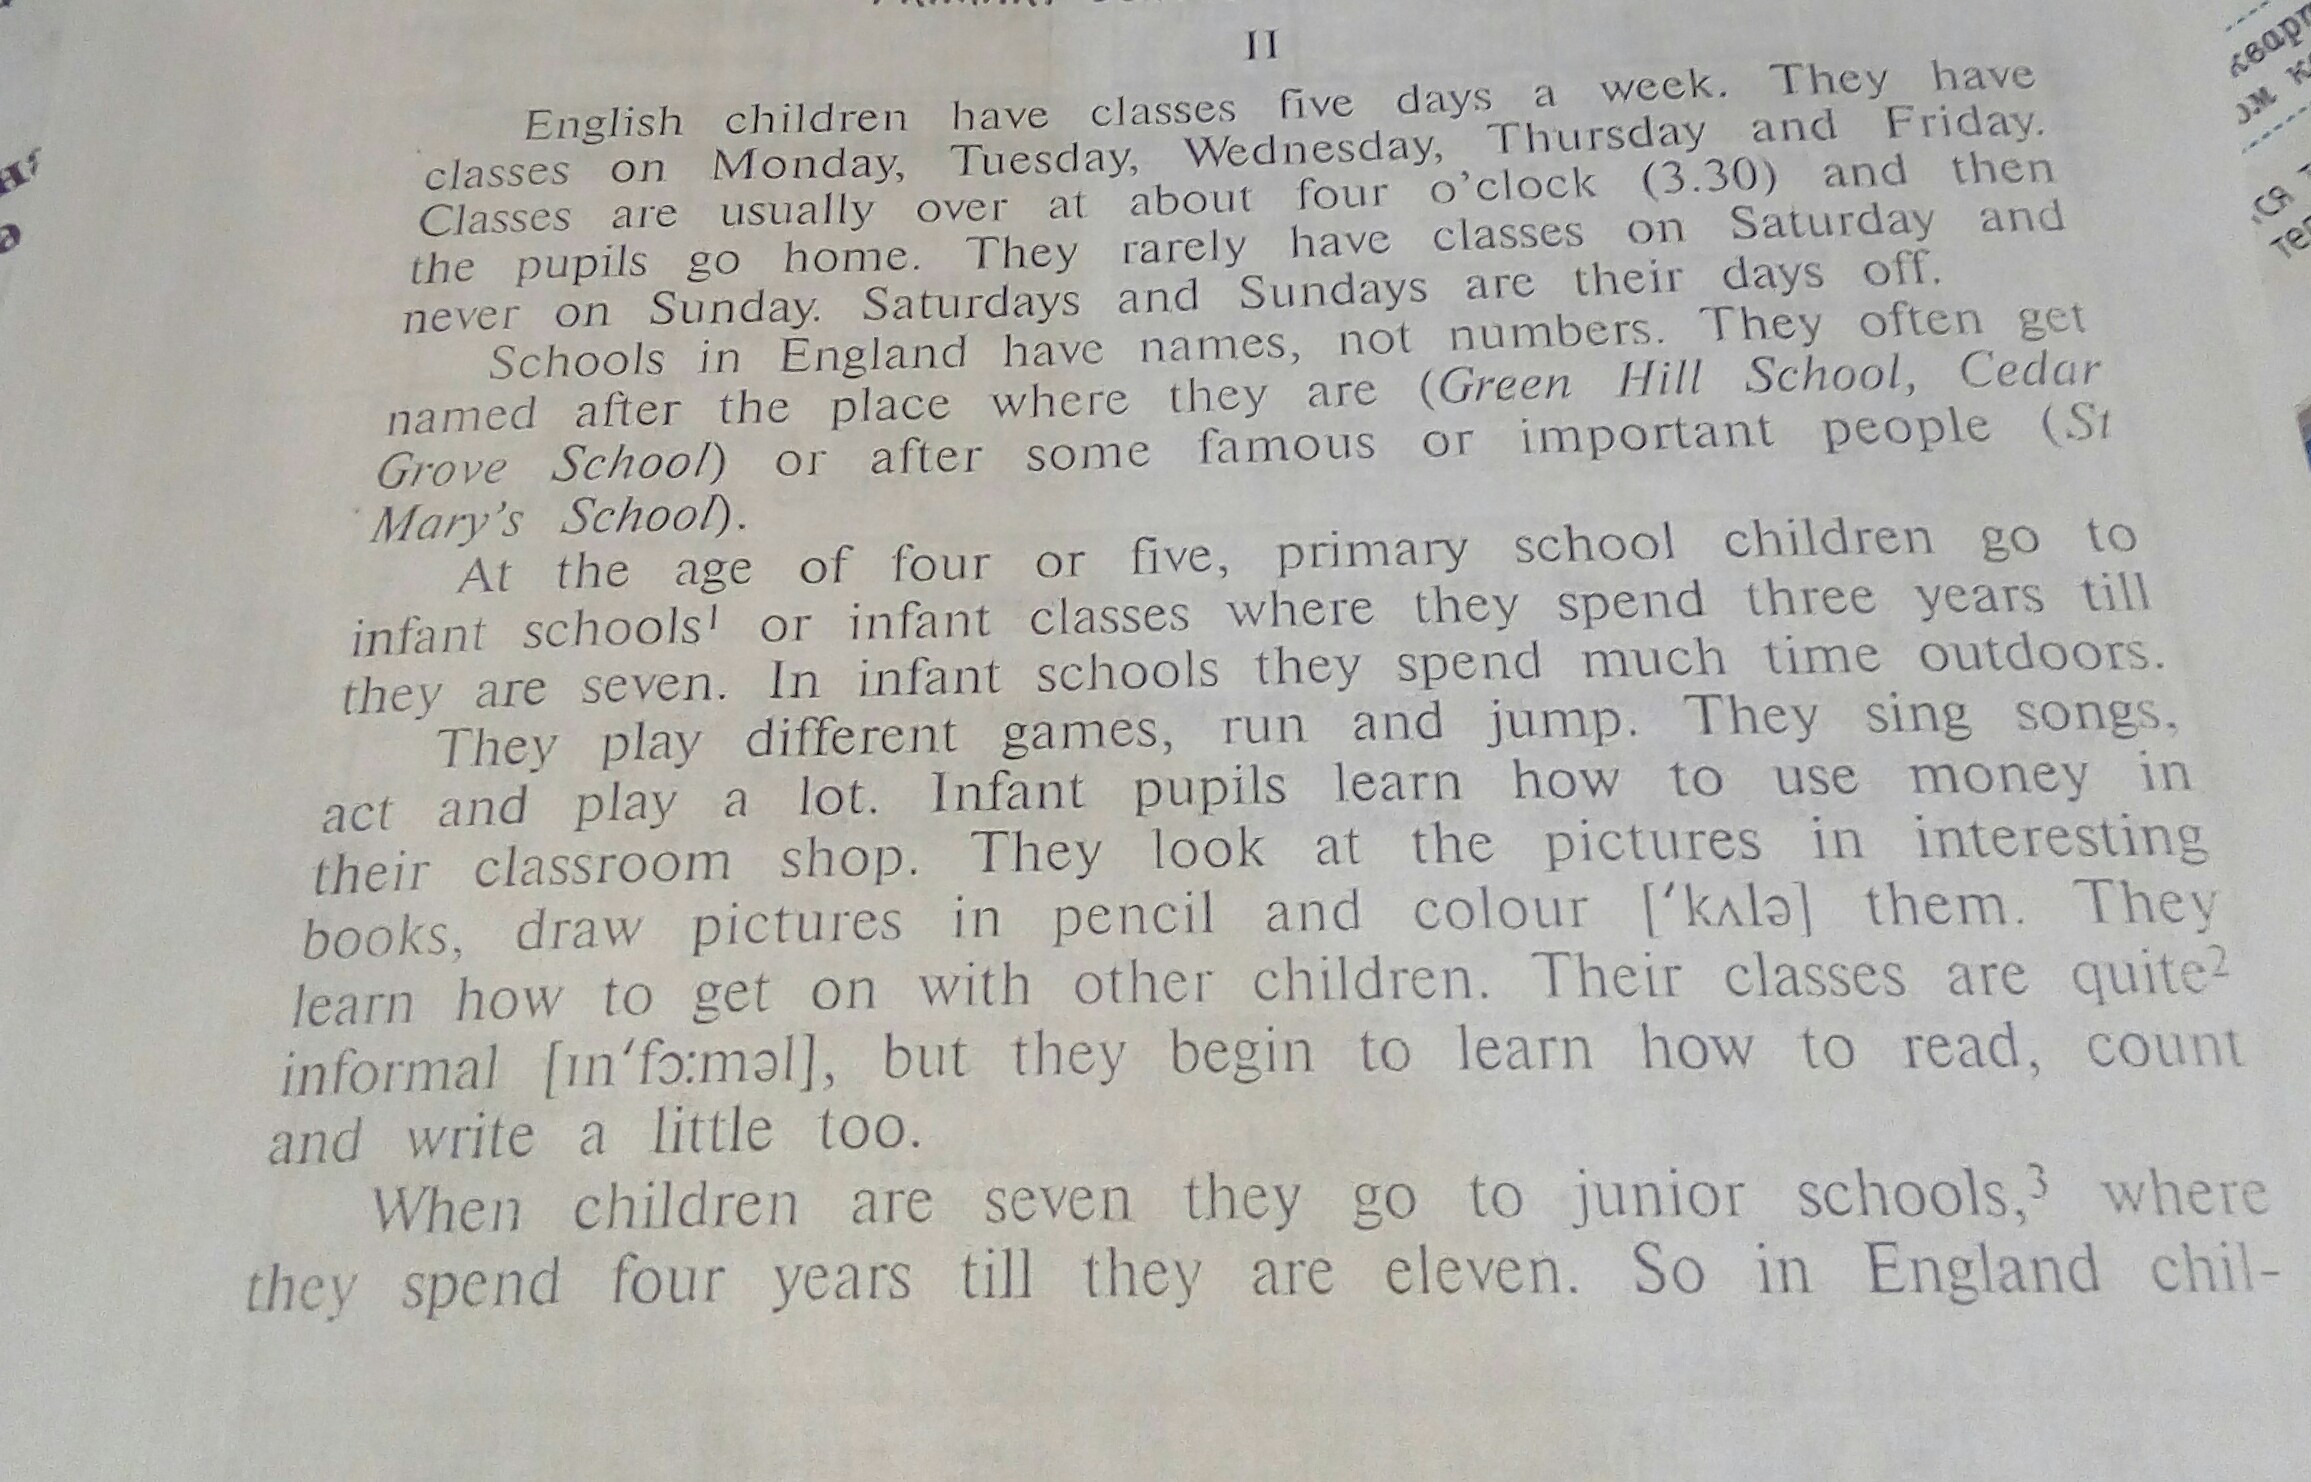 II
English children have classes five days a week. They have
classes on Monday, Tuesday, Wednesday, Thursday and Friday.
Classes are usually over at about four o'clock (3.30) and then
the pupils go home. They rarely have classes on Saturday and
never on Sunday. Saturdays and Sundays are their days off.
Schools in England have names, not numbers. They often get
named after the place where they are (Green Hill School, Cedar
Grove School) or after some famous or important people (St
Mary's School).
At the age of four or five, primary school children go to
infant schools¹ or infant classes where they spend three years till
they are seven. In infant schools they spend much time outdoors.
They play different games, run and jump. They sing songs,
act and play a lot. Infant pupils learn how to use money in
their classroom shop. They look at the pictures in interesting
books, draw pictures in pencil and colour [ʹkʌlə] them. They
learn how to get on with other children. Their classes are quite²
informal [ɪnʹfɔ:məl], but they begin to learn how to read, count
and write a little too.
When children are seven they go to junior schools,³ where
they spend four years till they are eleven. So in England chil-